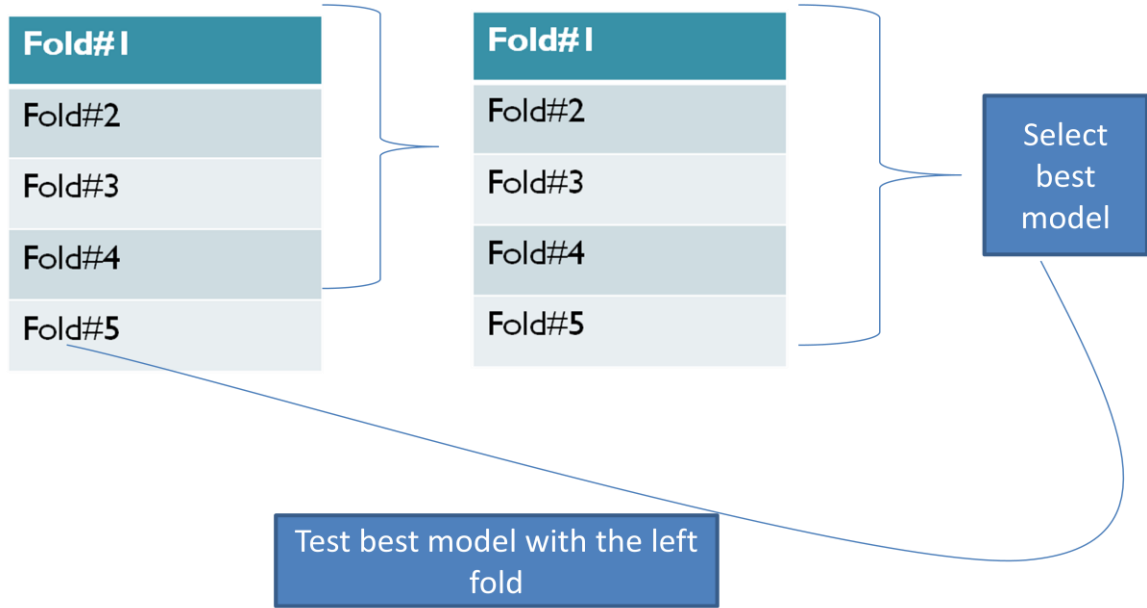 Fold#1
Fold#2
Fold#3
Fold#4
Fold#5
Fold#1
Fold#2
Fold#3
Fold#4
Fold#5
Select
best
model
Test best model with the left
fold